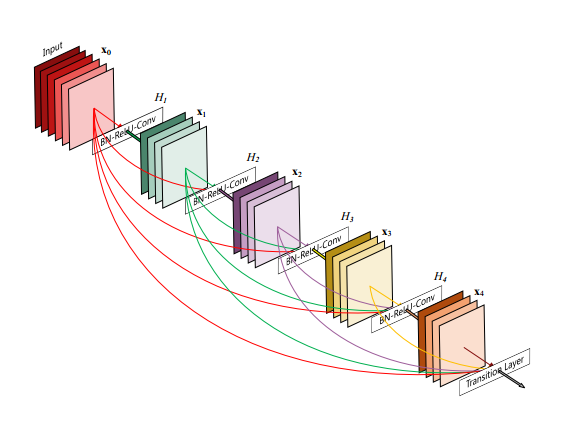 Input
x0
H1
BN-ReLU-Conv
x1
H2
BN-ReLU-Conv
x2
H3
BN-ReLU-Conv
x3
H4
BN-ReLU-Conv
x4
Transition Layer